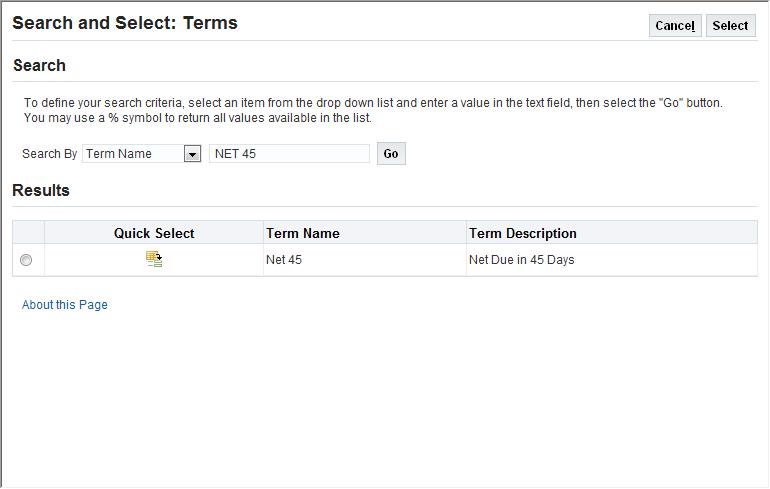 Search and Select: Terms
Cancel Select
Search
To define your search criteria, select an item from the drop down list and enter a value in the text field, then select the "Go" button.
You may use a % symbol to return all values available in the list.
Search By Term Name NET 45 Go
Results
Quick Select Term Name Term Description
Net 45 Net Due in 45 Days
About this Page